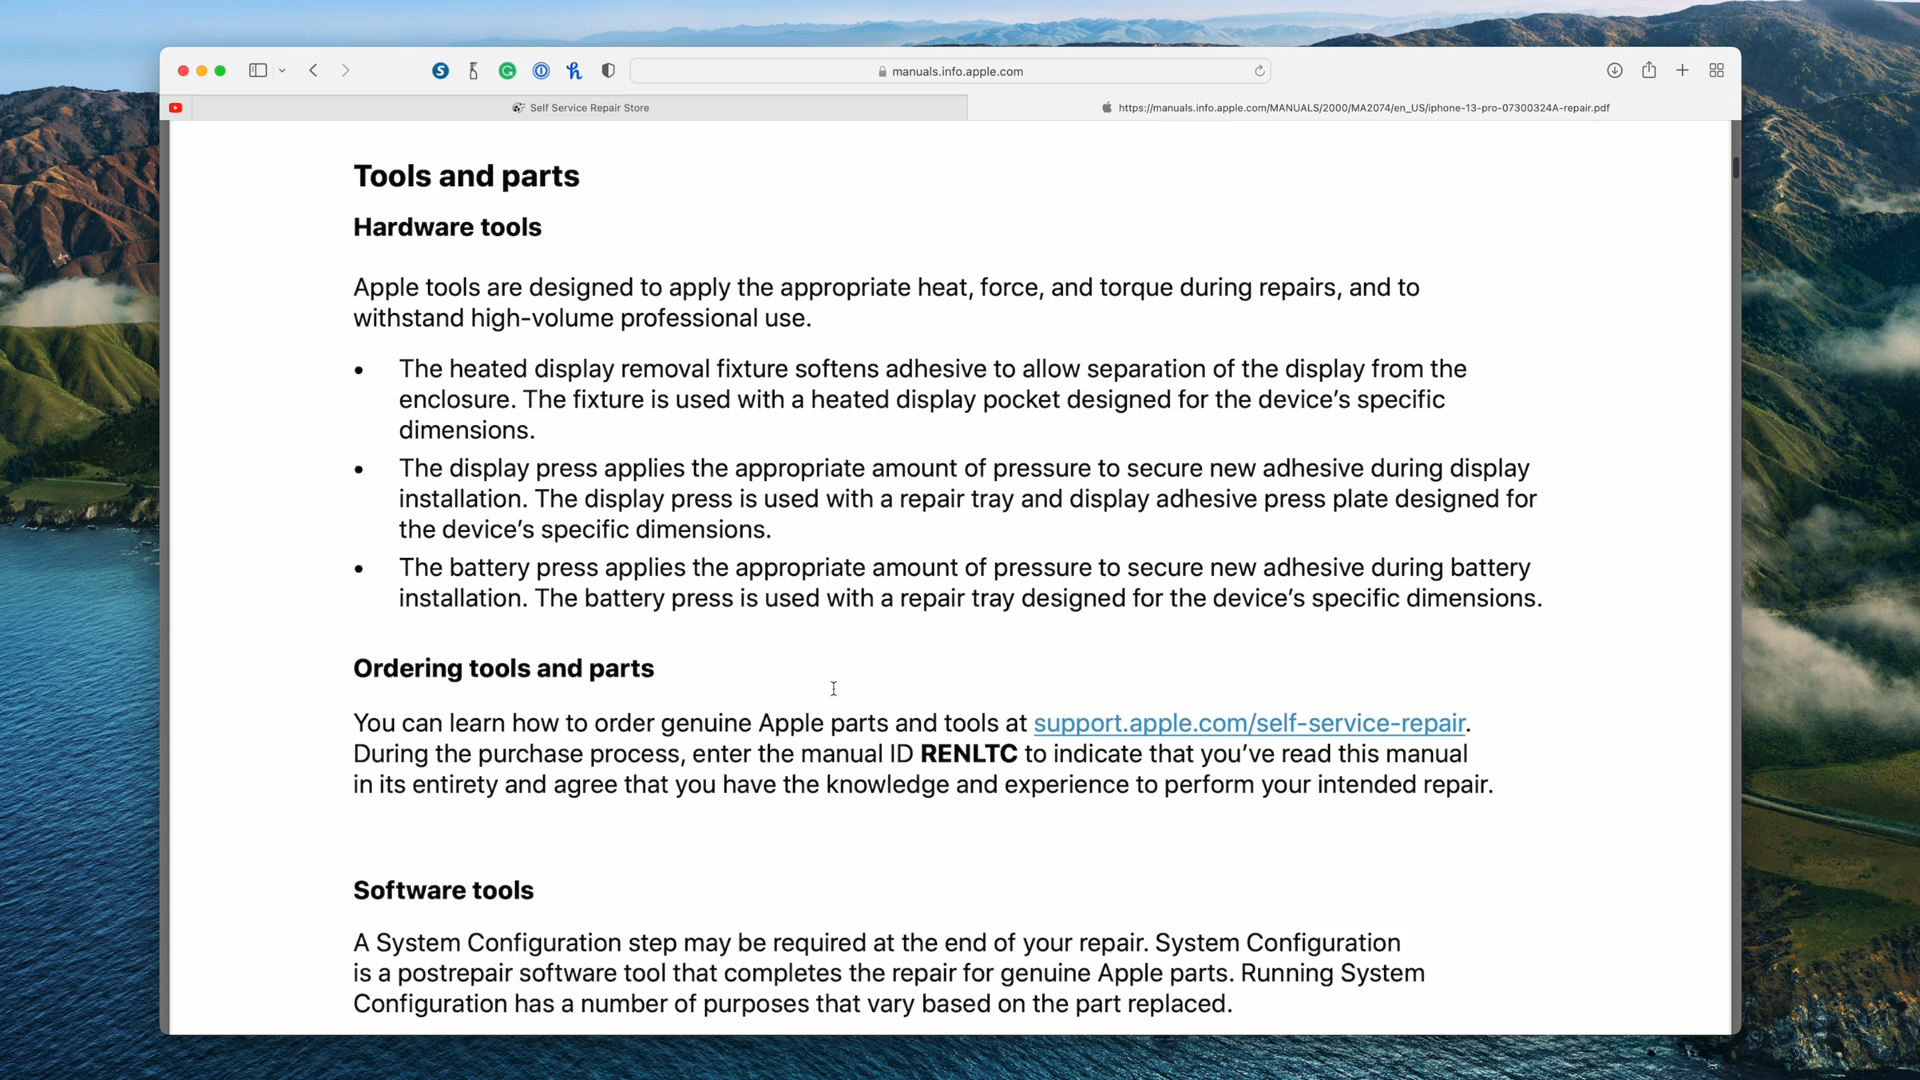 manuals.info.apple.com
Self Service Repair Store
https://manuals.info.apple.com/MANUALS/2000/MA2074/en_US/iphone-13-pro-07300324A-repair.pdf
Tools and parts
Hardware tools
Apple tools are designed to apply the appropriate heat, force, and torque during repairs, and to
withstand high-volume professional use.
• The heated display removal fixture softens adhesive to allow separation of the display from the
enclosure. The fixture is used with a heated display pocket designed for the device’s specific
dimensions.
• The display press applies the appropriate amount of pressure to secure new adhesive during display
installation. The display press is used with a repair tray and display adhesive press plate designed for
the device’s specific dimensions.
• The battery press applies the appropriate amount of pressure to secure new adhesive during battery
installation. The battery press is used with a repair tray designed for the device’s specific dimensions.
Ordering tools and parts
You can learn how to order genuine Apple parts and tools at support.apple.com/self-service-repair.
During the purchase process, enter the manual ID RENLTC to indicate that you’ve read this manual
in its entirety and agree that you have the knowledge and experience to perform your intended repair.
Software tools
A System Configuration step may be required at the end of your repair. System Configuration
is a postrepair software tool that completes the repair for genuine Apple parts. Running System
Configuration has a number of purposes that vary based on the part replaced.